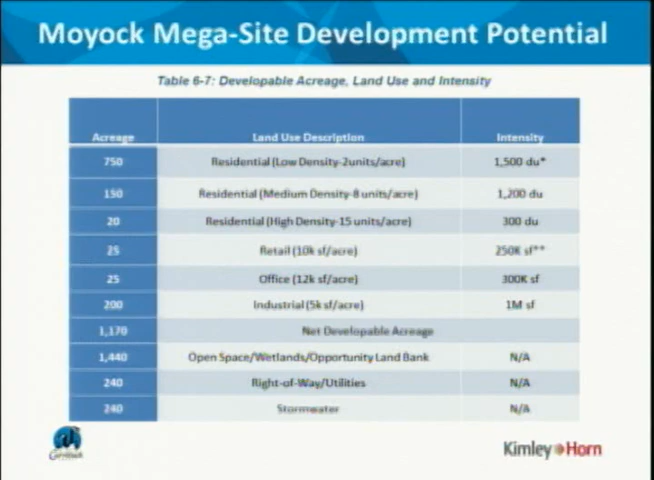 Moyock Mega-Site Development Potential
Table 6-7: Developable Acreage, Land Use and Intensity
Acreage Land Use Description Intensity
750 Residential (Low Density-2units/acre) 1,500 du*
150 Residential (Medium Density-8 units/acre) 1,200 du
20 Residential (High Density-15 units/acre) 300 du
25 Retail (10k sf/acre) 250K sf**
25 Office (12k sf/acre) 300K sf
200 Industrial (5k sf/acre) 1M sf
1,170 Net Developable Acreage
1,440 Open Space/Wetlands/Opportunity Land Bank N/A
240 Right-of-Way/Utilities N/A
240 Stormwater N/A
Currituck
Kimley Horn